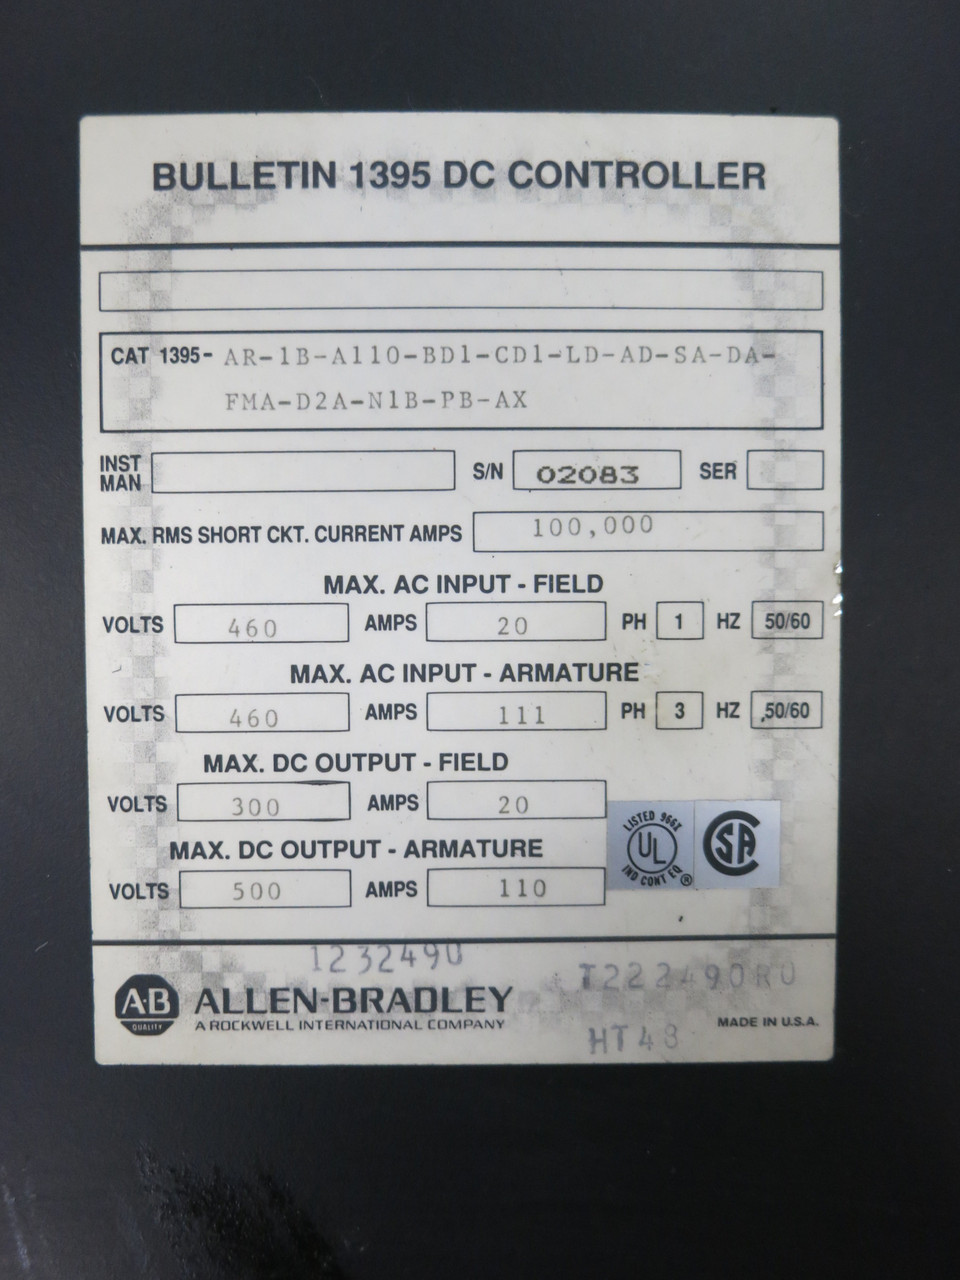 BULLETIN 1395 DC CONTROLLER
CAT 1395- AR-1B-A110-BD1-CD1-LD-AD-SA-DA-
FMA-D2A-N1B-PB-AX
INST MAN S/N 02083 SER
MAX. RMS SHORT CKT. CURRENT AMPS 100,000
MAX. AC INPUT - FIELD
VOLTS 460 AMPS 20 PH 1 HZ 50/60
MAX. AC INPUT - ARMATURE
VOLTS 460 AMPS 111 PH 3 HZ 50/60
MAX. DC OUTPUT - FIELD
VOLTS 300 AMPS 20
LISTED 966X
UL
IND CONT EQ ®
SA
MAX. DC OUTPUT - ARMATURE
VOLTS 500 AMPS 110
1232490
T222490R0
HT48
A-B
QUALITY
ALLEN-BRADLEY
A ROCKWELL INTERNATIONAL COMPANY
MADE IN U.S.A.